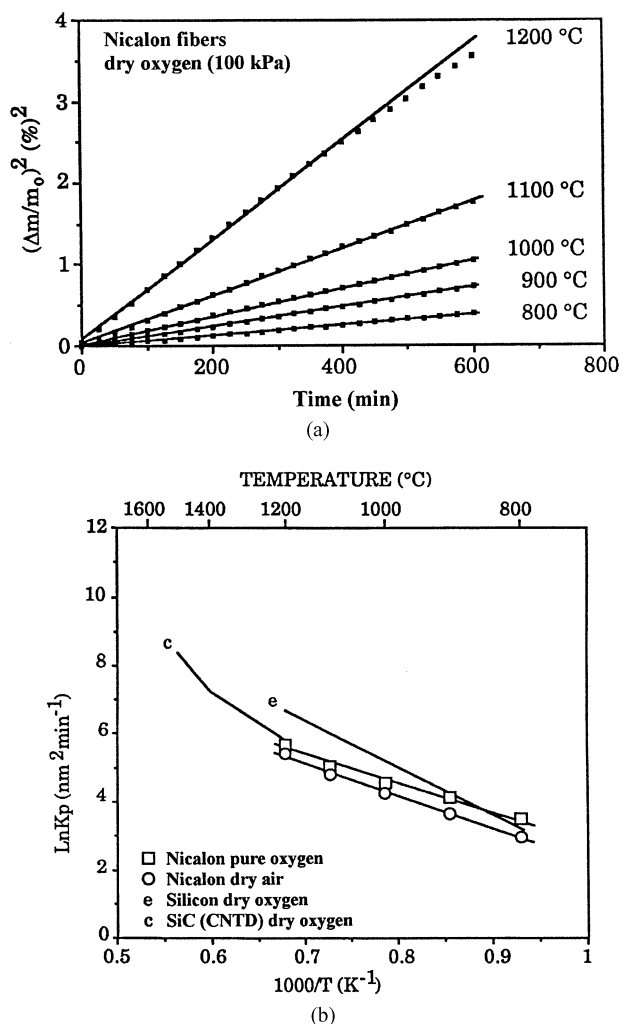 4
Nicalon fibers
dry oxygen (100 kPa)
1200 °C
3
(Δm/m₀)² (%)²
2
1100 °C
1000 °C
1
900 °C
800 °C
0
0 200 400 600 800
Time (min)
(a)
TEMPERATURE (°C)
1600 1400 1200 1000 800
12
10
8
c
e
6
LnKp (nm ²min⁻¹)
4
2
Nicalon pure oxygen
Nicalon dry air
e Silicon dry oxygen
c SiC (CNTD) dry oxygen
0
0.5 0.6 0.7 0.8 0.9 1
1000/T (K⁻¹)
(b)